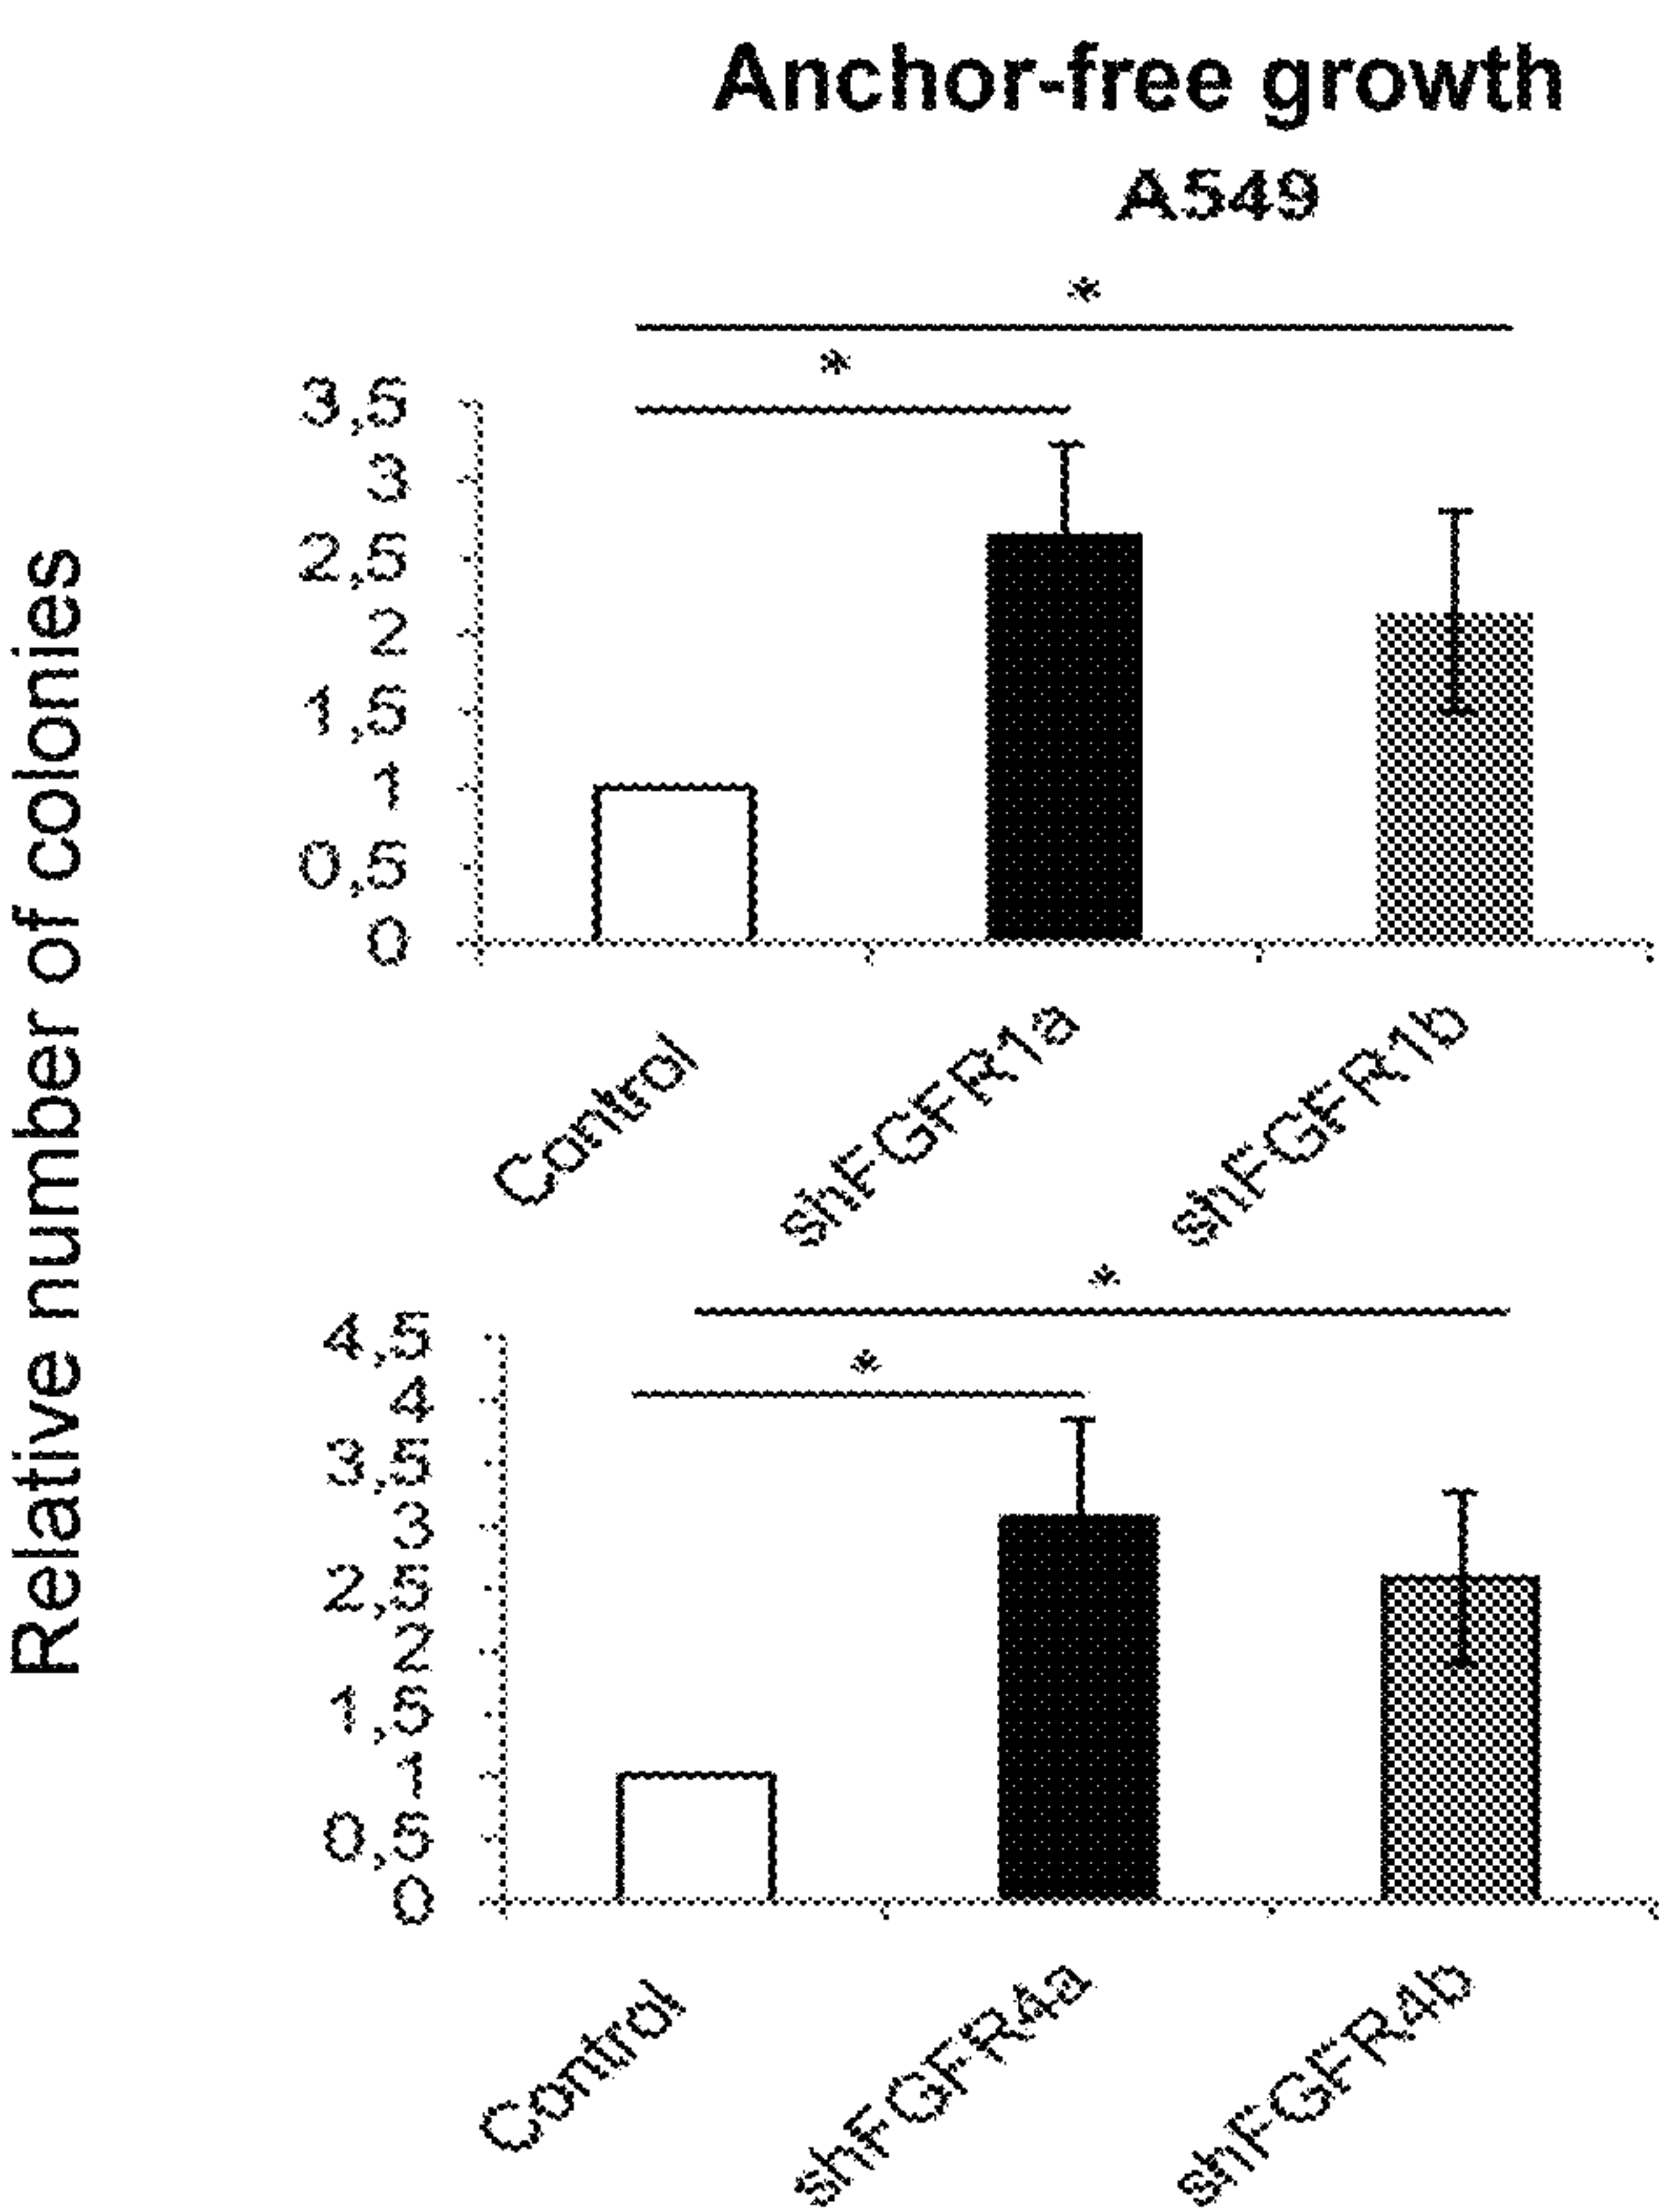 Anchor-free growth
A549
*
*
3,5
3
2,5
2
1,5
1
0,5
0
Relative number of colonies
Control
shFGFR1a
shFGFR1b
*
*
4,5
4
3,5
3
2,5
2
1,5
1
0,5
0
Control
shFGFR4a
shFGFR4b